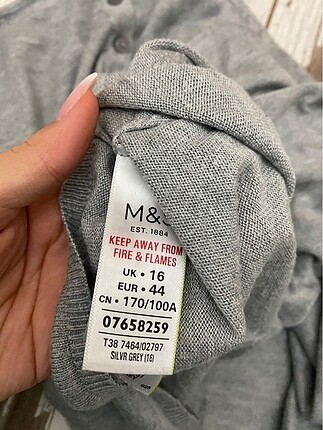 M&S
EST. 1884
KEEP AWAY FROM
FIRE & FLAMES
UK • 16
EUR • 44
CN • 170/100A
07658259
T38 7464/02797
SILVR GREY (16)